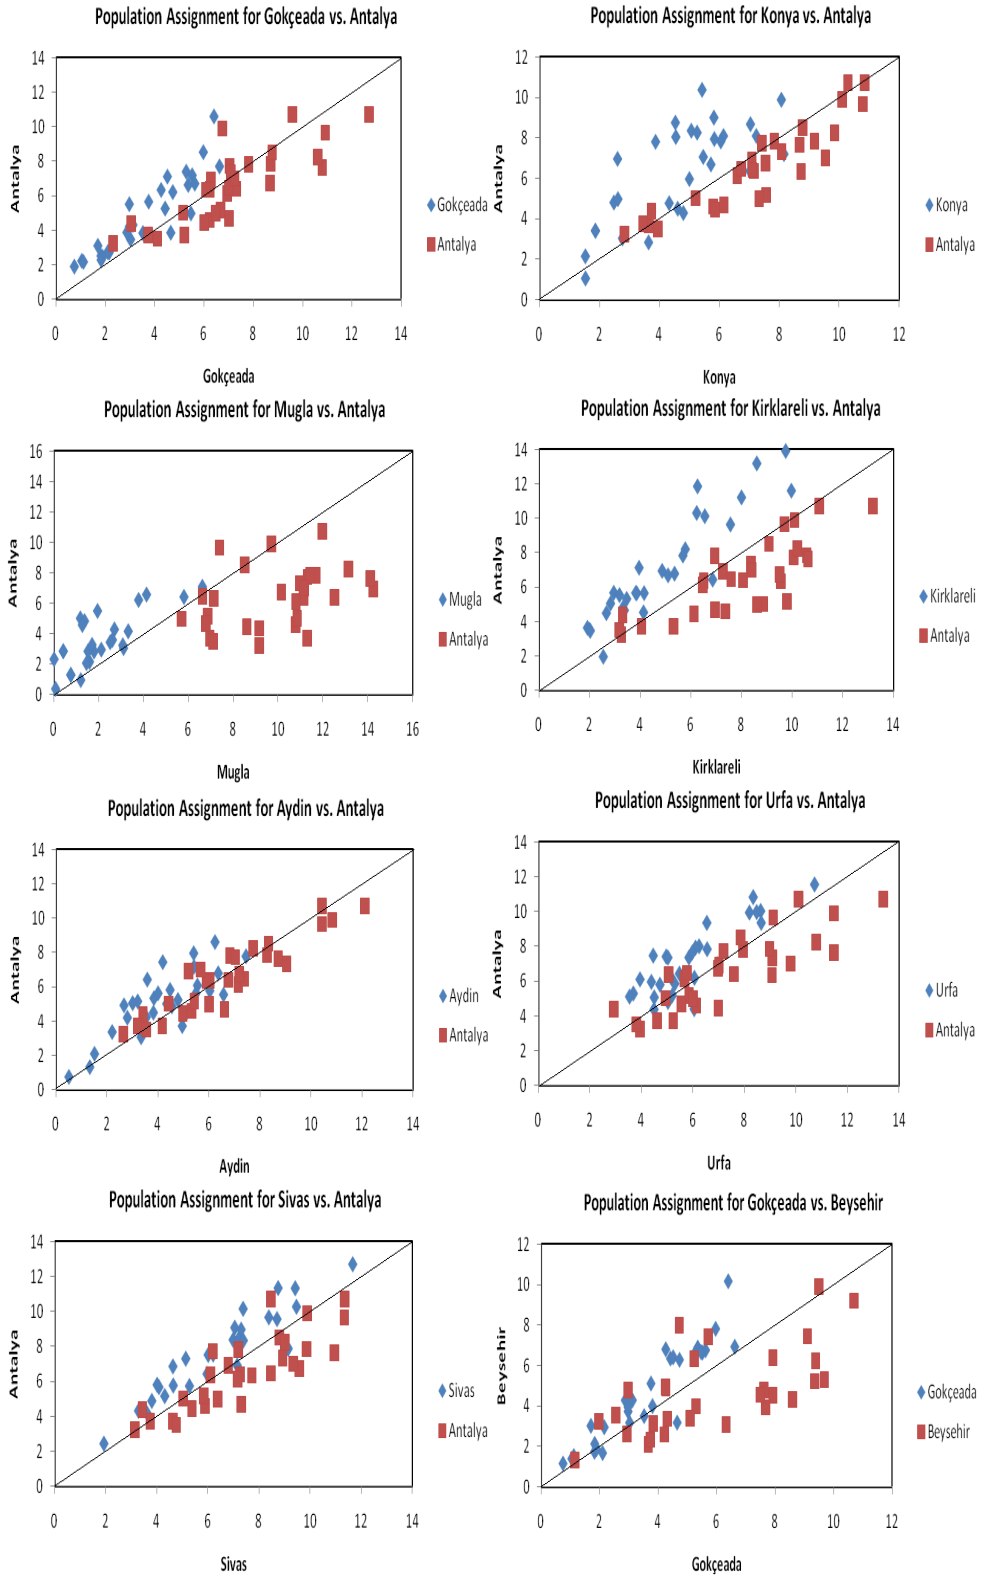 Population Assignment for Gokçeada vs. Antalya
14
12
10
8
6
4
2
0
0 2 4 6 8 10 12 14
Antalya
Gokçeada
Gokçeada
Antalya
Population Assignment for Konya vs. Antalya
12
10
8
6
4
2
0
0 2 4 6 8 10 12
Antalya
Konya
Konya
Antalya
Population Assignment for Mugla vs. Antalya
16
14
12
10
8
6
4
2
0
0 2 4 6 8 10 12 14 16
Antalya
Mugla
Mugla
Antalya
Population Assignment for Kirklareli vs. Antalya
14
12
10
8
6
4
2
0
0 2 4 6 8 10 12 14
Antalya
Kirklareli
Kirklareli
Antalya
Population Assignment for Aydin vs. Antalya
14
12
10
8
6
4
2
0
0 2 4 6 8 10 12 14
Antalya
Aydin
Aydin
Antalya
Population Assignment for Urfa vs. Antalya
14
12
10
8
6
4
2
0
0 2 4 6 8 10 12 14
Antalya
Urfa
Urfa
Antalya
Population Assignment for Sivas vs. Antalya
14
12
10
8
6
4
2
0
0 2 4 6 8 10 12 14
Antalya
Sivas
Sivas
Antalya
Population Assignment for Gokçeada vs. Beysehir
12
10
8
6
4
2
0
0 2 4 6 8 10 12
Beysehir
Gokçeada
Gokçeada
Beysehir